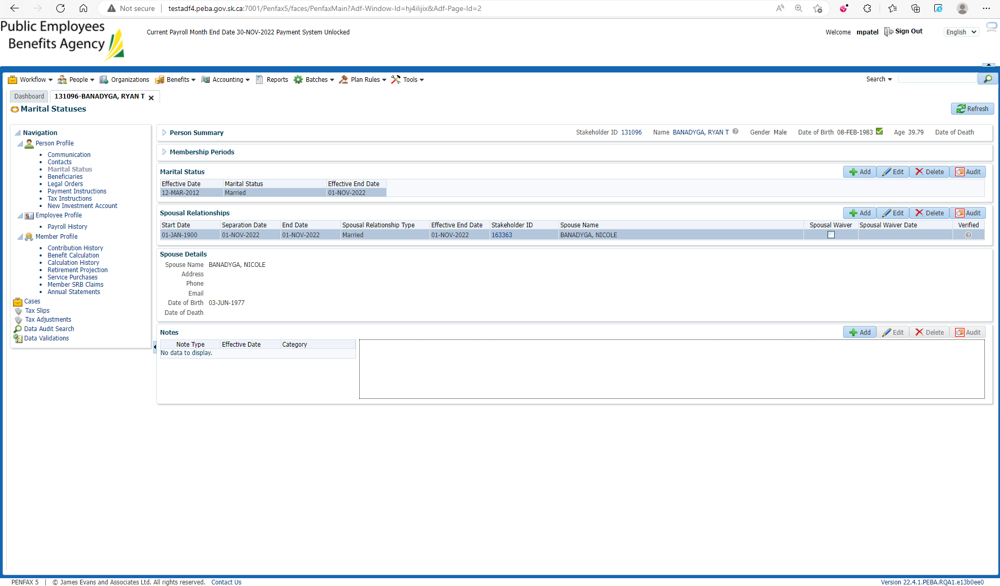 Not secure | testadf4.peba.gov.sk.ca:7001/Penfax5/faces/PenfaxMain?Adf-Window-Id=hj4ilijix&Adf-Page-Id=2
Public Employees
Benefits Agency
Current Payroll Month End Date 30-NOV-2022 Payment System Unlocked
Welcome mpatel Sign Out English
Workflow People Organizations Benefits Accounting Reports Batches Plan Rules Tools Search
Dashboard 131096-BANADYGA, RYAN T
Marital Statuses
Refresh
Navigation
Person Profile
Communication
Contacts
Marital Status
Beneficiaries
Legal Orders
Payment Instructions
Tax Instructions
New Investment Account
Employee Profile
Payroll History
Member Profile
Contribution History
Benefit Calculation
Calculation History
Retirement Projection
Service Purchases
Member SRB Claims
Annual Statements
Cases
Tax Slips
Tax Adjustments
Data Audit Search
Data Validations
Person Summary Stakeholder ID 131096 Name BANADYGA, RYAN T Gender Male Date of Birth 08-FEB-1983 Age 39.79 Date of Death
Membership Periods
Marital Status Add Edit Delete Audit
Effective Date Marital Status Effective End Date
12-MAR-2012 Married 01-NOV-2022
Spousal Relationships Add Edit Delete Audit
Start Date Separation Date End Date Spousal Relationship Type Effective End Date Stakeholder ID Spouse Name Spousal Waiver Spousal Waiver Date Verified
01-JAN-1900 01-NOV-2022 01-NOV-2022 Married 01-NOV-2022 163363 BANADYGA, NICOLE
Spouse Details
Spouse Name BANADYGA, NICOLE
Address
Phone
Email
Date of Birth 03-JUN-1977
Date of Death
Notes Add Edit Delete Audit
Note Type Effective Date Category
No data to display.
PENFAX 5 | © James Evans and Associates Ltd. All rights reserved. Contact Us
Version 22.4.1.PEBA.RQA1.e13b0ee0